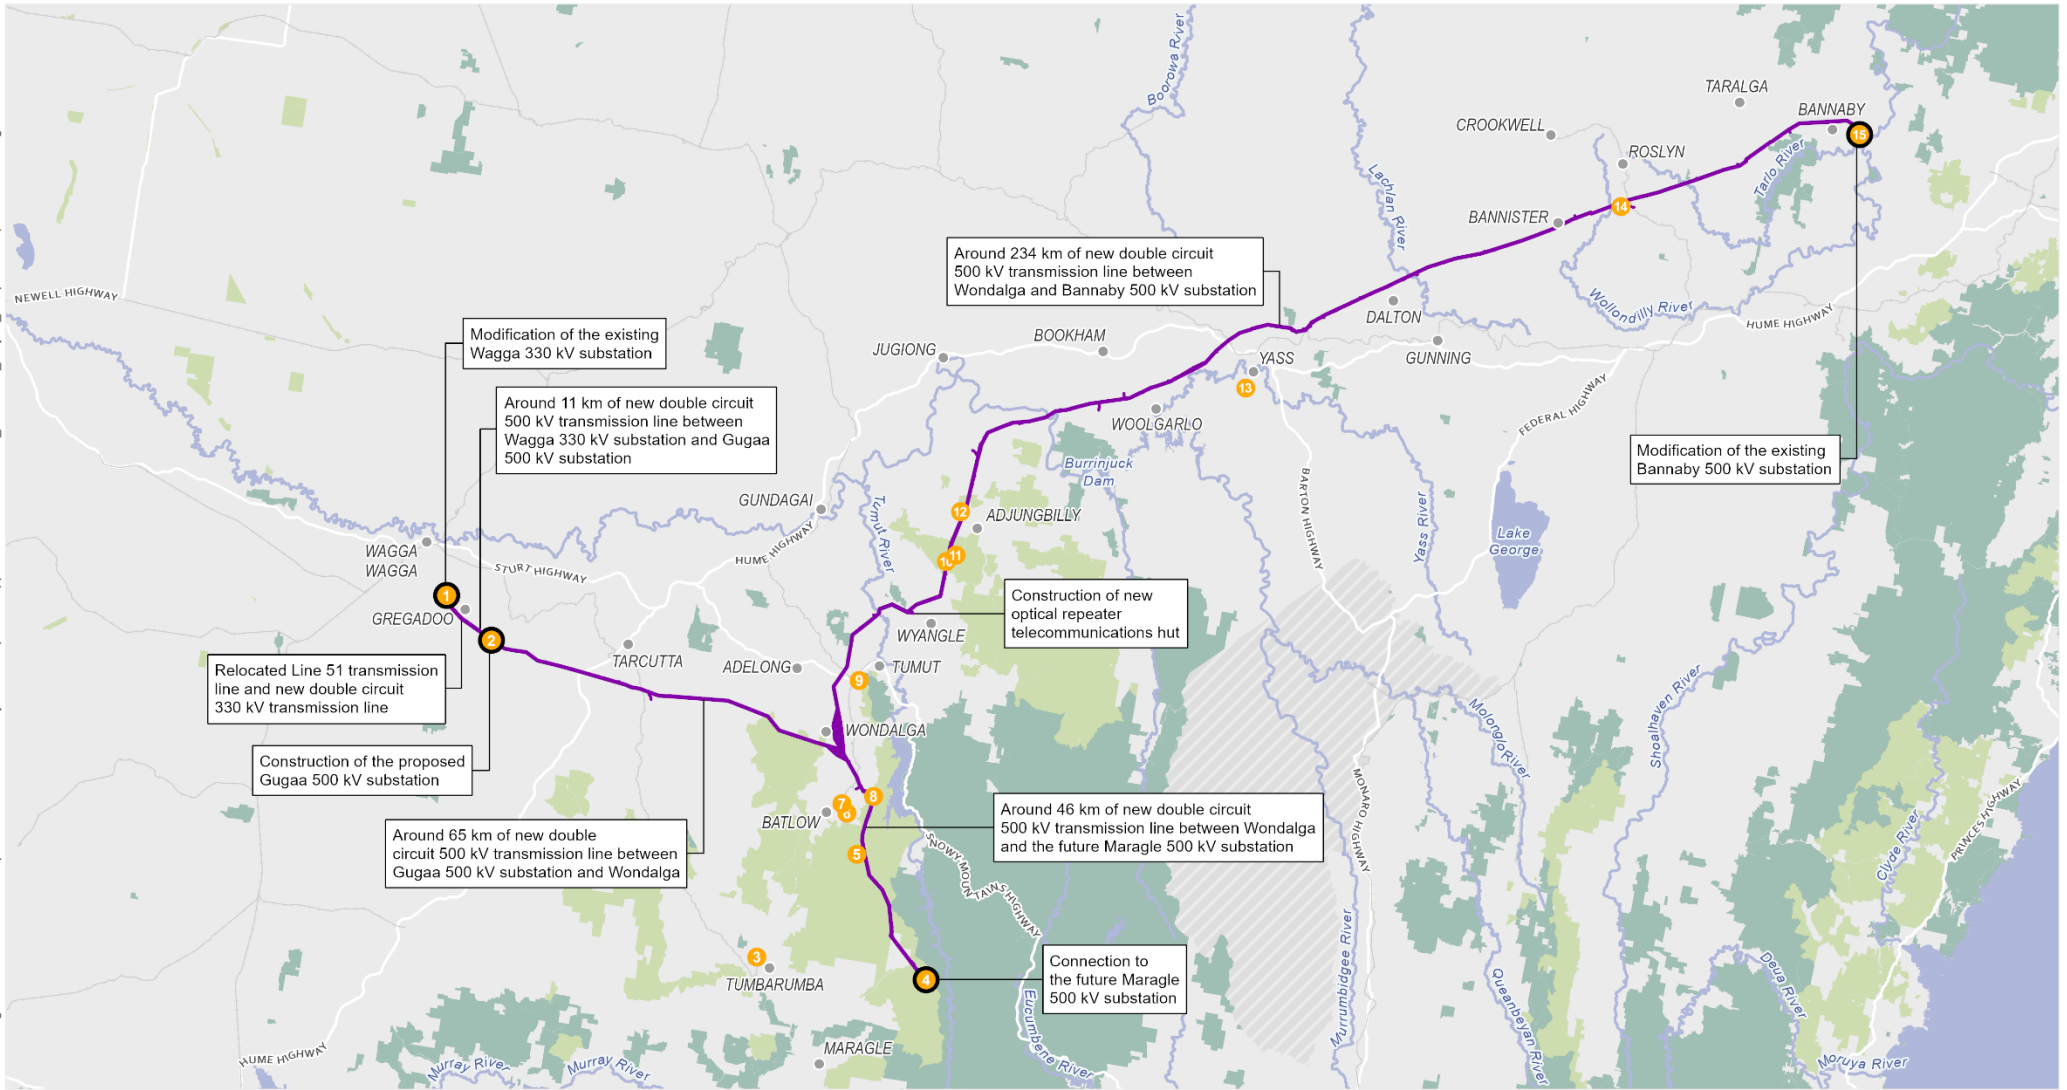 Boorowa River
TARALGA
BANNABY
CROOKWELL
15
ROSLYN
Tarlo River
Lachlan River
14
BANNISTER
Around 234 km of new double circuit
500 kV transmission line between
Wondalga and Bannaby 500 kV substation
NEWELL HIGHWAY
Wollondilly River
DALTON
HUME HIGHWAY
Modification of the existing
Wagga 330 kV substation
BOOKHAM
JUGIONG
YASS
GUNNING
13
Around 11 km of new double circuit
500 kV transmission line between
Wagga 330 kV substation and Gugaa
500 kV substation
FEDERAL HIGHWAY
WOOLGARLO
Modification of the existing
Bannaby 500 kV substation
Burrinjuck
Dam
BARTON HIGHWAY
GUNDAGAI
Tumut River
12
ADJUNGBILLY
Yass River
Lake
George
WAGGA
WAGGA
HUME HIGHWAY
10
11
STURT HIGHWAY
1
Construction of new
optical repeater
telecommunications hut
GREGADOO
WYANGLE
2
TARCUTTA
ADELONG
TUMUT
Relocated Line 51 transmission
line and new double circuit
330 kV transmission line
9
Molonglo River
Shoalhaven River
WONDALGA
Construction of the proposed
Gugaa 500 kV substation
MONARO HIGHWAY
8
7
6
BATLOW
Around 46 km of new double circuit
500 kV transmission line between Wondalga
and the future Maragle 500 kV substation
PRINCES HIGHWAY
Clyde River
Around 65 km of new double
circuit 500 kV transmission line between
Gugaa 500 kV substation and Wondalga
5
SNOWY MOUNTAINS HIGHWAY
3
TUMBARUMBA
4
Connection to
the future Maragle
500 kV substation
Murrumbidgee River
Queanbeyan River
Deua River
Eucumbene River
MARAGLE
HUME HIGHWAY
Murray River
Murray River
Moruya River